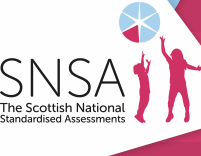 SNSA
The Scottish National
Standardised Assessments